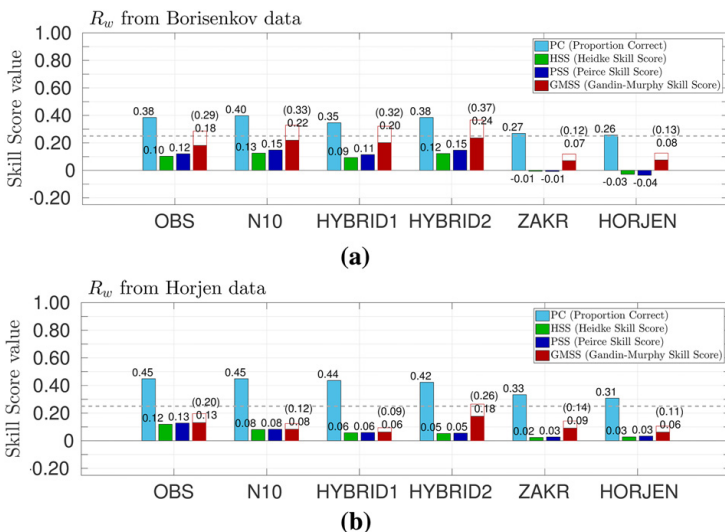 R_w from Borisenkov data
Skill Score value
1.00
0.80
0.60
0.40
0.20
0
-0.20
PC (Proportion Correct)
HSS (Heidke Skill Score)
PSS (Peirce Skill Score)
GMSS (Gandin-Murphy Skill Score)
0.38 0.10 0.12 (0.29) 0.18
0.40 0.13 0.15 (0.33) 0.22
0.35 0.09 0.11 (0.32) 0.20
0.38 0.12 0.15 (0.37) 0.24
0.27 -0.01 -0.01 (0.12) 0.07
0.26 -0.03 -0.04 (0.13) 0.08
OBS N10 HYBRID1 HYBRID2 ZAKR HORJEN
(a)
R_w from Horjen data
Skill Score value
1.00
0.80
0.60
0.40
0.20
0
-0.20
PC (Proportion Correct)
HSS (Heidke Skill Score)
PSS (Peirce Skill Score)
GMSS (Gandin-Murphy Skill Score)
0.45 0.12 0.13 (0.20) 0.13
0.45 0.08 0.08 (0.12) 0.08
0.44 0.06 0.06 (0.09) 0.06
0.42 0.05 0.05 (0.26) 0.18
0.33 0.02 0.03 (0.14) 0.09
0.31 0.03 0.03 (0.11) 0.06
OBS N10 HYBRID1 HYBRID2 ZAKR HORJEN
(b)